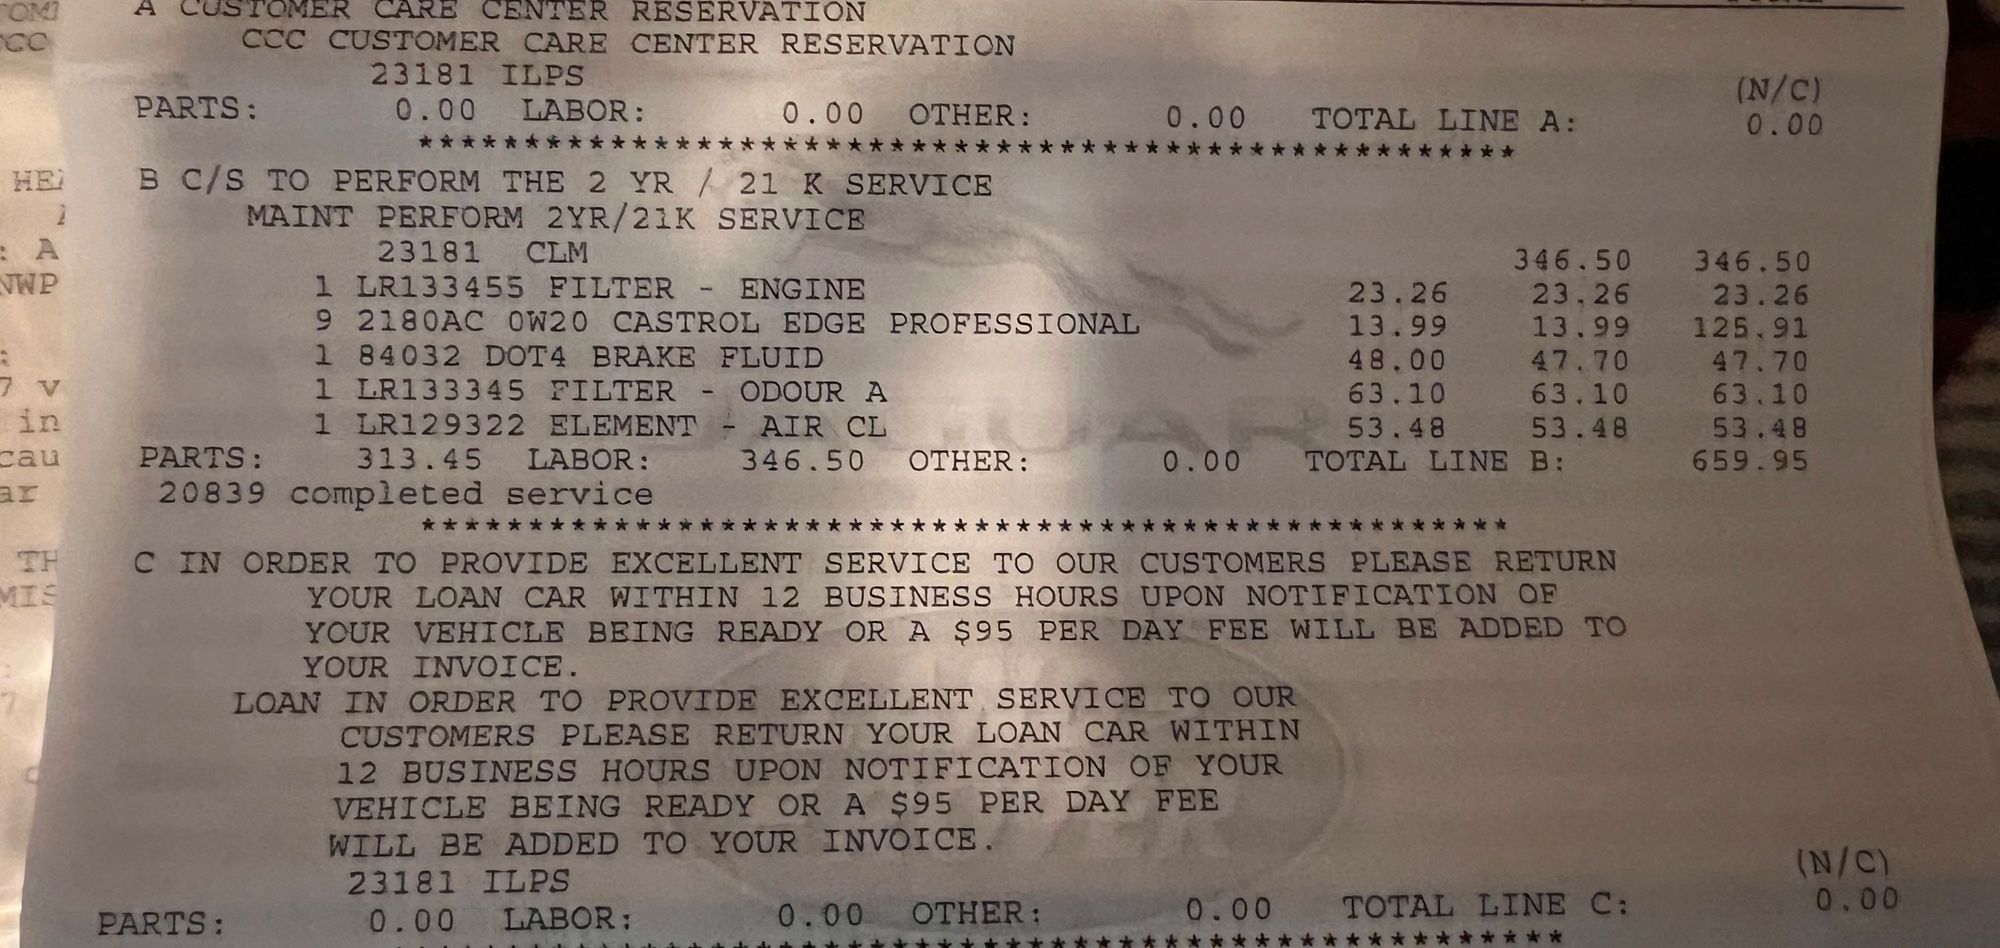 A CUSTOMER CARE CENTER RESERVATION
CCC CUSTOMER CARE CENTER RESERVATION
23181 ILPS
(N/C)
PARTS: 0.00 LABOR: 0.00 OTHER: 0.00 TOTAL LINE A: 0.00
****************************************************
B C/S TO PERFORM THE 2 YR / 21 K SERVICE
MAINT PERFORM 2YR/21K SERVICE
23181 CLM 346.50 346.50
1 LR133455 FILTER - ENGINE 23.26 23.26 23.26
9 2180AC 0W20 CASTROL EDGE PROFESSIONAL 13.99 13.99 125.91
1 84032 DOT4 BRAKE FLUID 48.00 47.70 47.70
1 LR133345 FILTER - ODOUR A 63.10 63.10 63.10
1 LR129322 ELEMENT - AIR CL 53.48 53.48 53.48
PARTS: 313.45 LABOR: 346.50 OTHER: 0.00 TOTAL LINE B: 659.95
20839 completed service
****************************************************
C IN ORDER TO PROVIDE EXCELLENT SERVICE TO OUR CUSTOMERS PLEASE RETURN
YOUR LOAN CAR WITHIN 12 BUSINESS HOURS UPON NOTIFICATION OF
YOUR VEHICLE BEING READY OR A $95 PER DAY FEE WILL BE ADDED TO
YOUR INVOICE.
LOAN IN ORDER TO PROVIDE EXCELLENT SERVICE TO OUR
CUSTOMERS PLEASE RETURN YOUR LOAN CAR WITHIN
12 BUSINESS HOURS UPON NOTIFICATION OF YOUR
VEHICLE BEING READY OR A $95 PER DAY FEE
WILL BE ADDED TO YOUR INVOICE.
23181 ILPS
(N/C)
PARTS: 0.00 LABOR: 0.00 OTHER: 0.00 TOTAL LINE C: 0.00